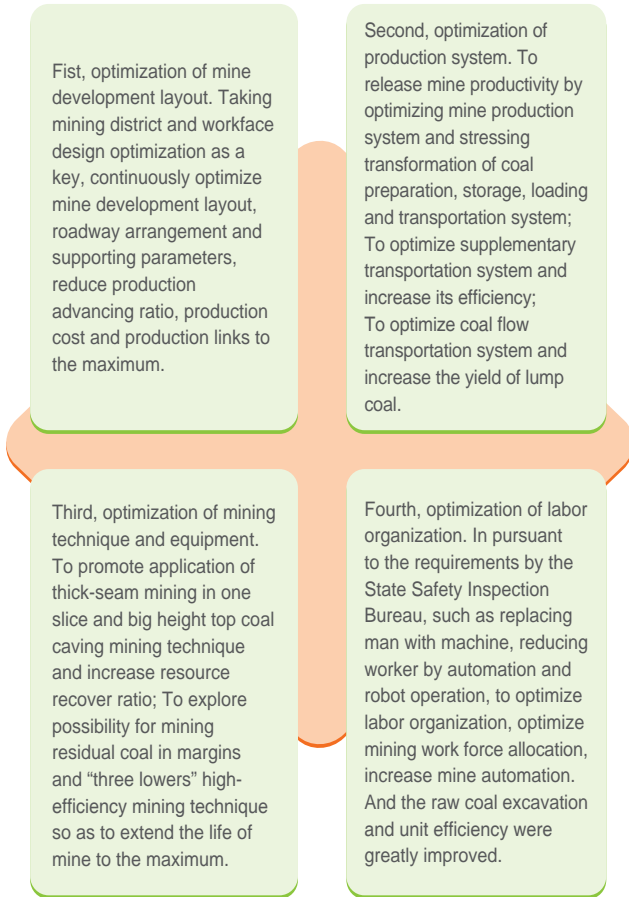 Fist, optimization of mine
development layout. Taking
mining district and workface
design optimization as a
key, continuously optimize
mine development layout,
roadway arrangement and
supporting parameters,
reduce production
advancing ratio, production
cost and production links to
the maximum.
Second, optimization of
production system. To
release mine productivity by
optimizing mine production
system and stressing
transformation of coal
preparation, storage, loading
and transportation system;
To optimize supplementary
transportation system and
increase its efficiency;
To optimize coal flow
transportation system and
increase the yield of lump
coal.
Third, optimization of mining
technique and equipment.
To promote application of
thick-seam mining in one
slice and big height top coal
caving mining technique
and increase resource
recover ratio; To explore
possibility for mining
residual coal in margins
and “three lowers” high-
efficiency mining technique
so as to extend the life of
mine to the maximum.
Fourth, optimization of labor
organization. In pursuant
to the requirements by the
State Safety Inspection
Bureau, such as replacing
man with machine, reducing
worker by automation and
robot operation, to optimize
labor organization, optimize
mining work force allocation,
increase mine automation.
And the raw coal excavation
and unit efficiency were
greatly improved.